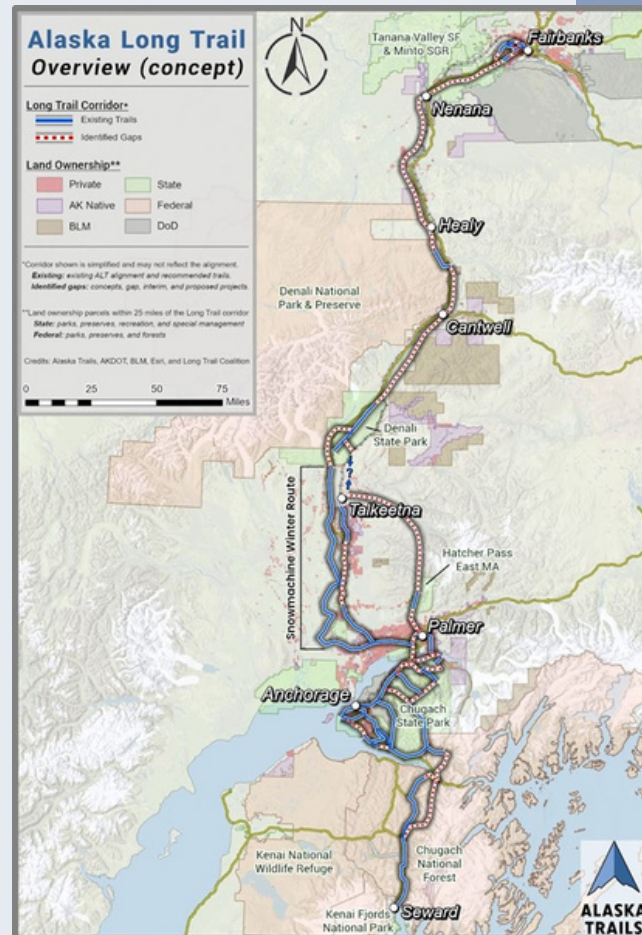 Alaska Long Trail
Overview (concept)
Long Trail Corridor*
Existing Trails
Identified Gaps
Land Ownership**
Private
State
AK Native
Federal
BLM
DoD
*Corridor shown is simplified and may not reflect the alignment.
Existing: existing ALT alignment and recommended trails.
Identified gaps: concepts, gap, interim, and proposed projects.
**Land ownership parcels within 25 miles of the Long Trail corridor
State: parks, preserves, recreation, and special management
Federal: parks, preserves, and forests
Credits: Alaska Trails, AKDOT, BLM, Esri, and Long Trail Coalition
0 25 50 75
Miles
N
Tanana Valley SF
& Minto SGR
Fairbanks
Nenana
Healy
Denali National
Park & Preserve
Cantwell
Denali
State Park
?
Talkeetna
Snowmachine Winter Route
Hatcher Pass
East MA
Palmer
Anchorage
Chugach
State Park
Kenai National
Wildlife Refuge
Chugach
National
Forest
Kenai Fjords
National Park
Seward
ALASKA
TRAILS